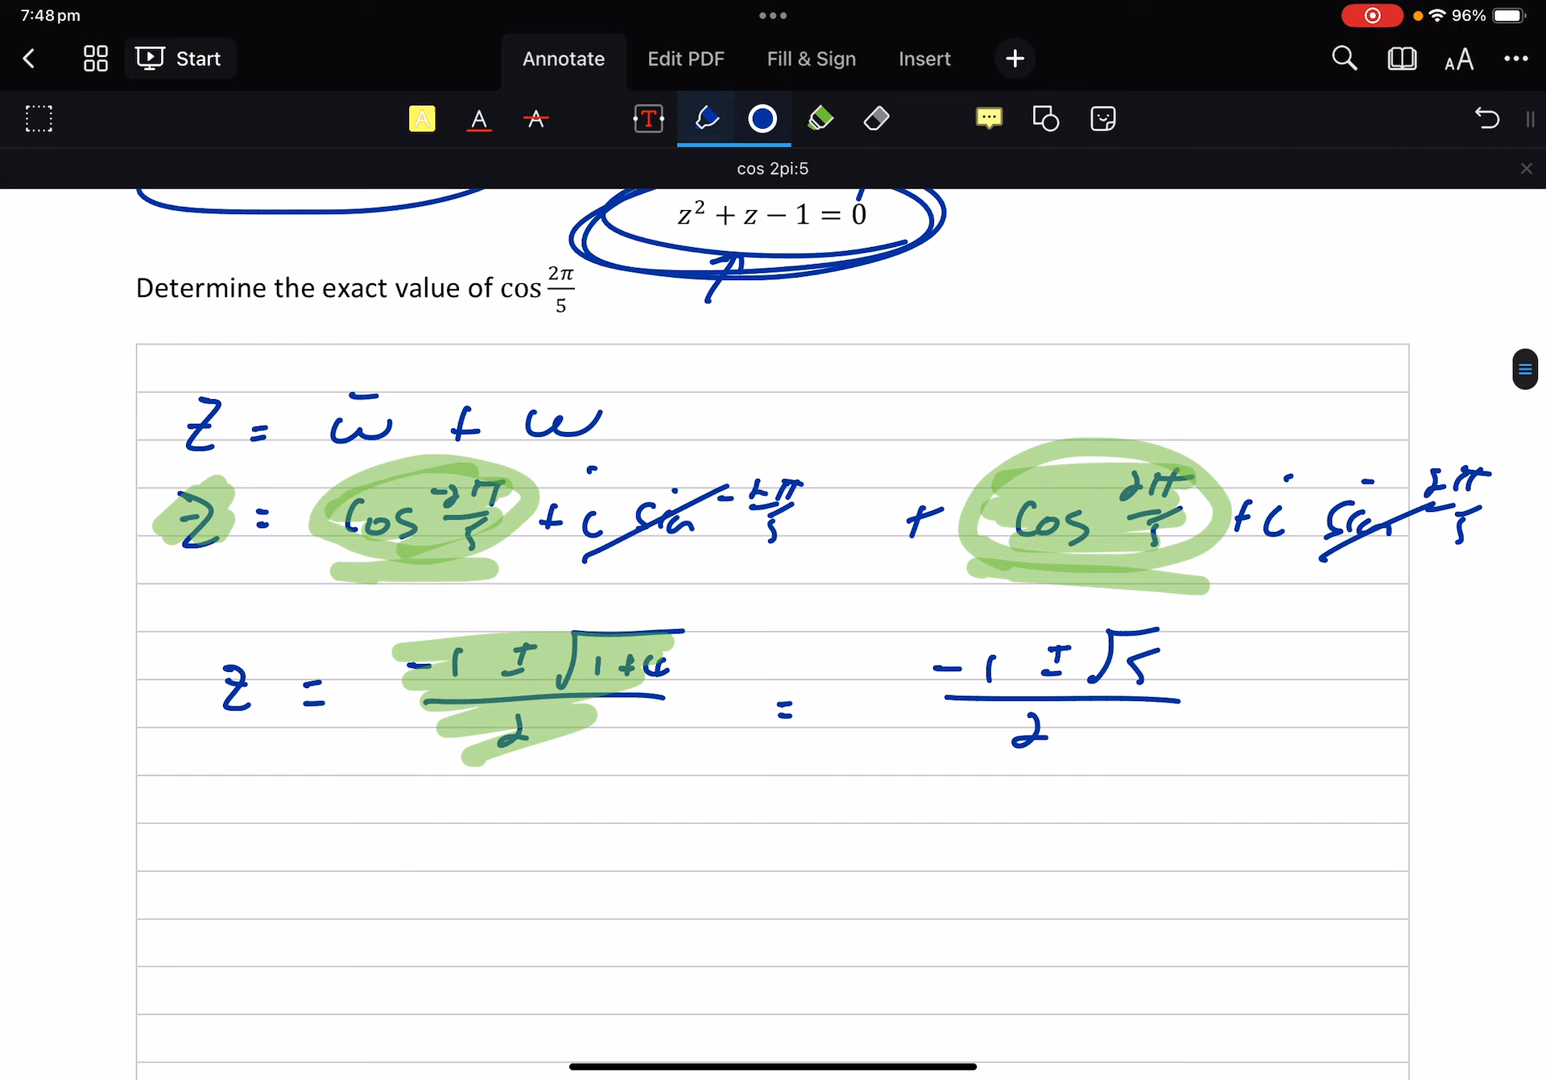 7:48 pm 96%
Start Annotate Edit PDF Fill & Sign Insert + AA
A A A T
cos 2pi:5
z² + z − 1 = 0
Determine the exact value of cos 2π/5
Z = ω̄ + ω
Z = cos -2π/5 + i sin -2π/5 + cos 2π/5 + i sin 2π/5
Z = (-1 ± √(1+4))/2 = (-1 ± √5)/2